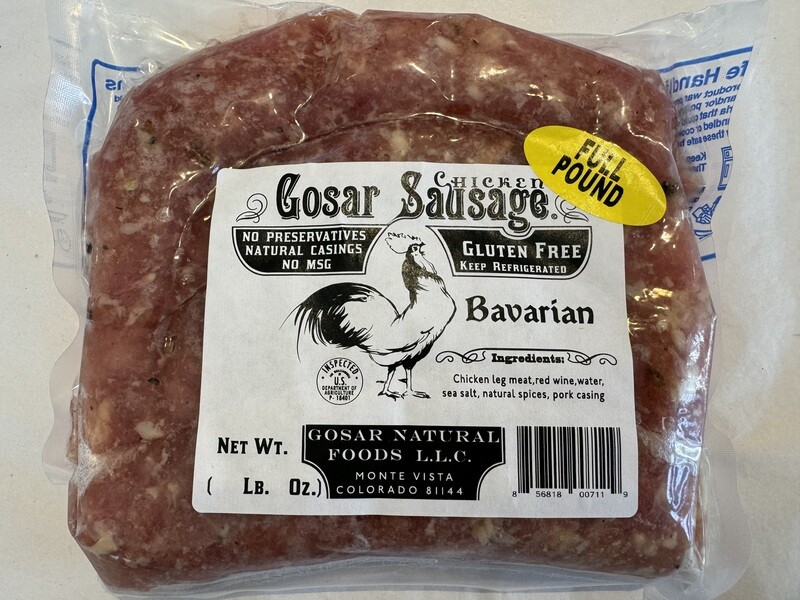 FULL
POUND
CHICKEN
Gosar Sausage
NO PRESERVATIVES
NATURAL CASINGS
NO MSG
GLUTEN FREE
KEEP REFRIGERATED
Bavarian
Ingredients:
Chicken leg meat, red wine, water,
sea salt, natural spices, pork casing
INSPECTED
U.S.
DEPARTMENT OF
AGRICULTURE
P-18401
NET WT.
( LB. OZ.)
GOSAR NATURAL
FOODS L.L.C.
MONTE VISTA
COLORADO 81144
8 56818 00711 9